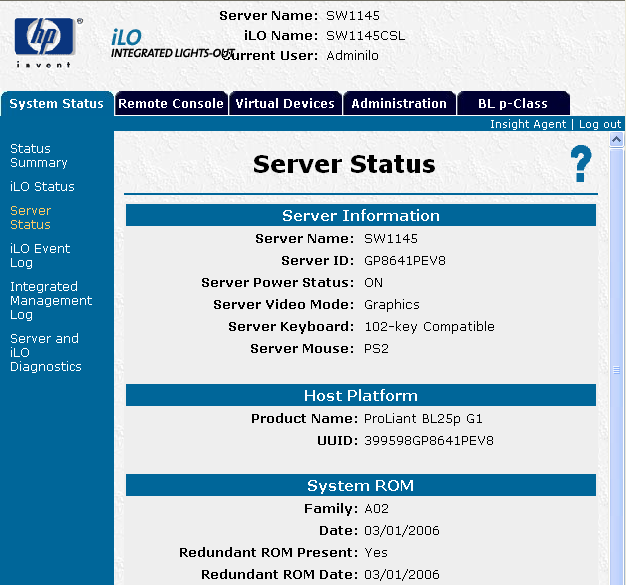 Server Name: SW1145
iLO Name: SW1145CSL
Current User: Adminilo
hp
®
invent
iLO
INTEGRATED LIGHTS-OUT
System Status Remote Console Virtual Devices Administration BL p-Class
Insight Agent | Log out
Status
Summary
iLO Status
Server
Status
iLO Event
Log
Integrated
Management
Log
Server and
iLO
Diagnostics
Server Status
?
Server Information
Server Name: SW1145
Server ID: GP8641PEV8
Server Power Status: ON
Server Video Mode: Graphics
Server Keyboard: 102-key Compatible
Server Mouse: PS2
Host Platform
Product Name: ProLiant BL25p G1
UUID: 399598GP8641PEV8
System ROM
Family: A02
Date: 03/01/2006
Redundant ROM Present: Yes
Redundant ROM Date: 03/01/2006